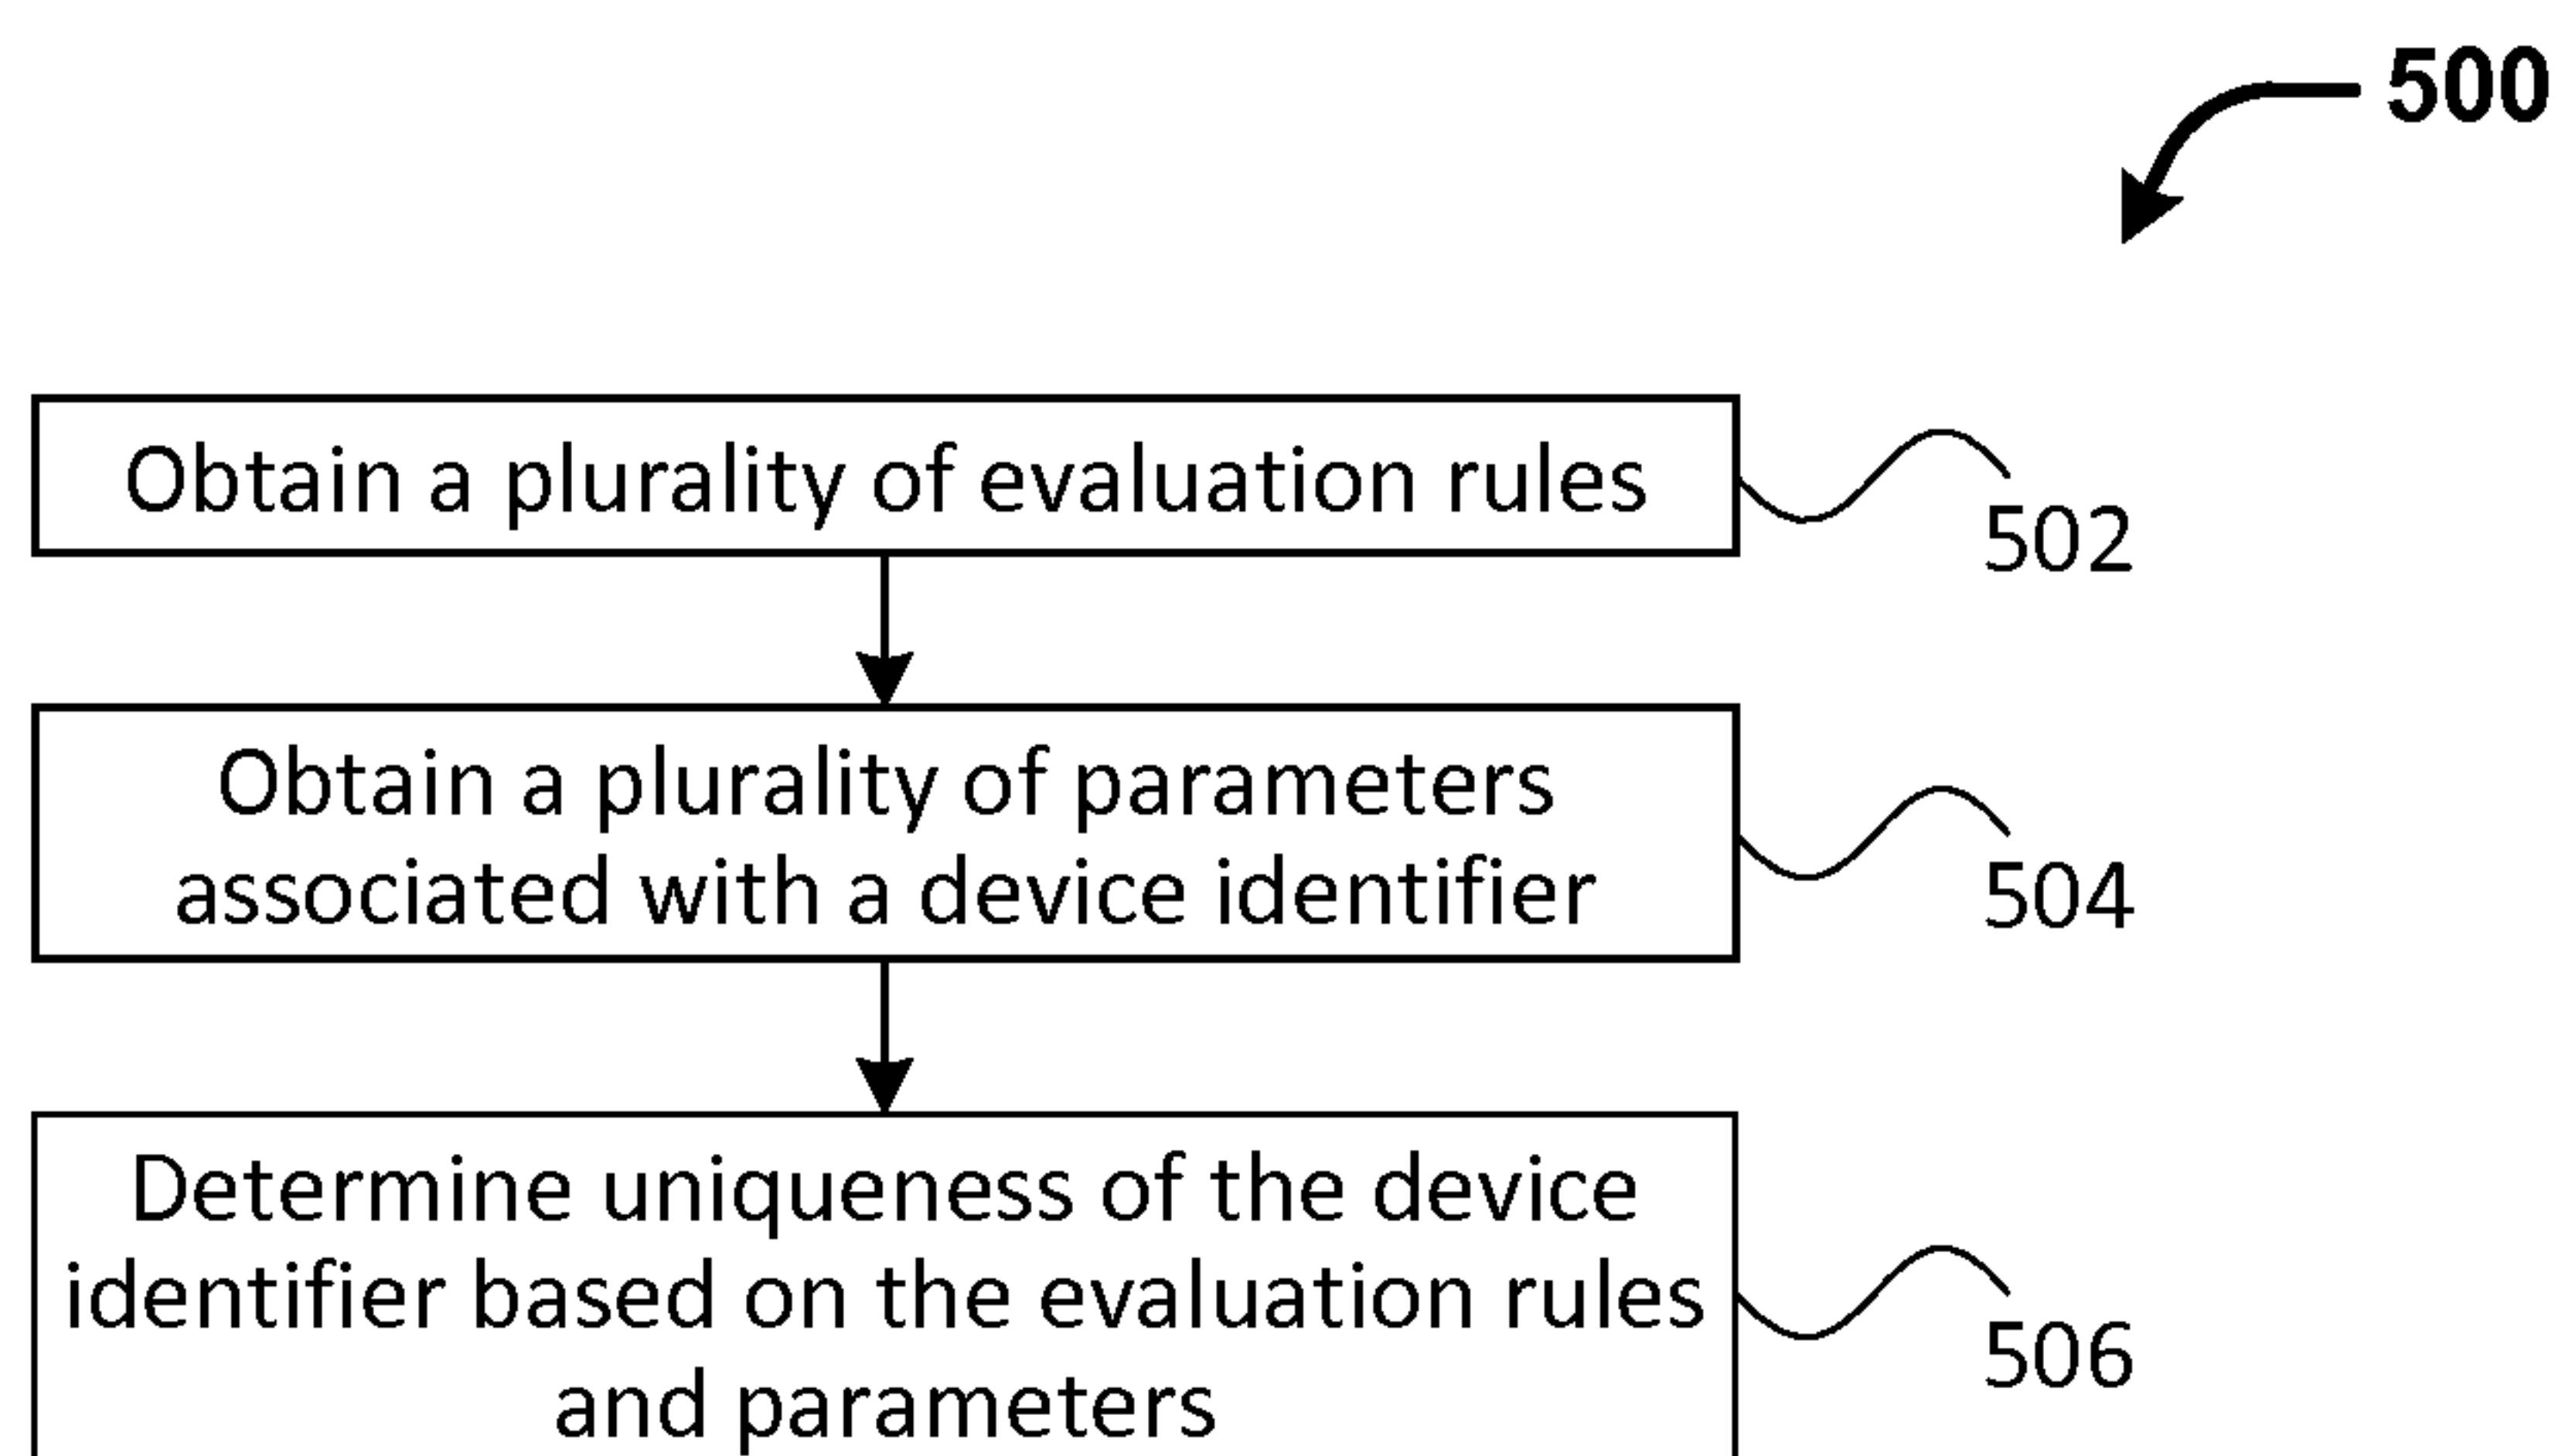 500
Obtain a plurality of evaluation rules
502
Obtain a plurality of parameters
associated with a device identifier
504
Determine uniqueness of the device
identifier based on the evaluation rules
and parameters
506